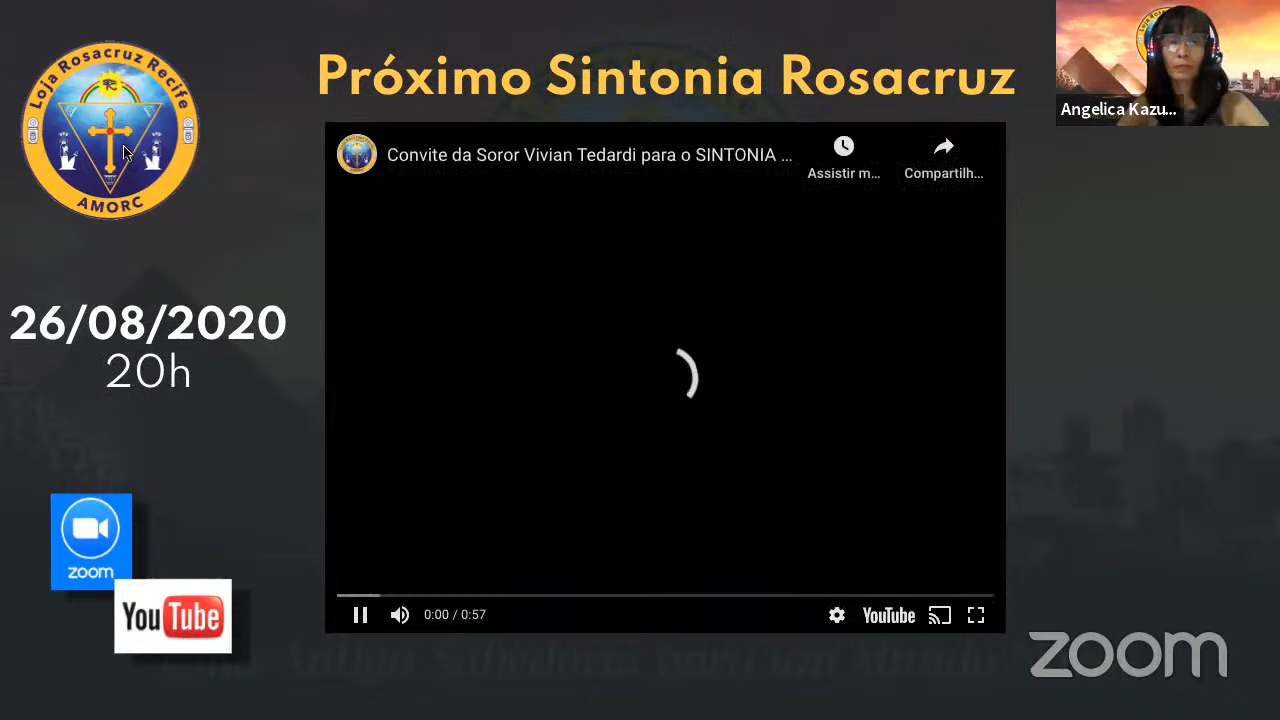 Loja Rosacruz Recife
AMORC
Próximo Sintonia Rosacruz
Angelica Kazu...
Convite da Soror Vivian Tedardi para o SINTONIA ...
Assistir m...
Compartilh...
26/08/2020
20h
zoom
YouTube
0:00 / 0:57
YouTube
zoom